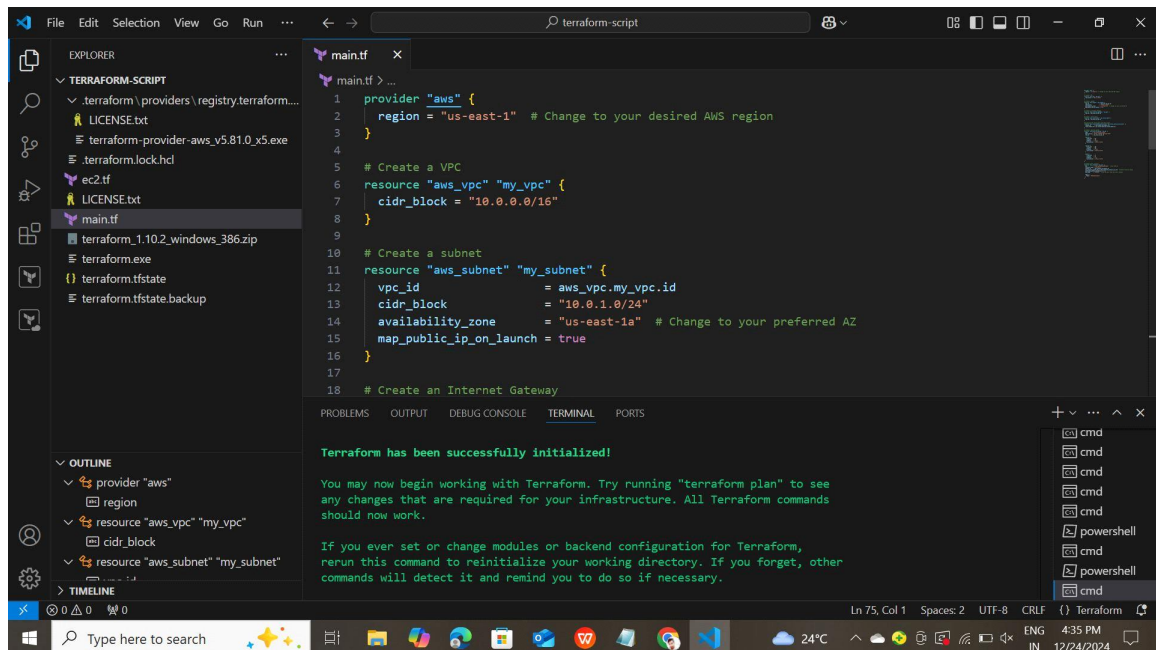 File Edit Selection View Go Run ··· terraform-script
EXPLORER
TERRAFORM-SCRIPT
.terraform\providers\registry.terraform....
LICENSE.txt
terraform-provider-aws_v5.81.0_x5.exe
.terraform.lock.hcl
ec2.tf
LICENSE.txt
main.tf
terraform_1.10.2_windows_386.zip
terraform.exe
terraform.tfstate
terraform.tfstate.backup
OUTLINE
provider "aws"
region
resource "aws_vpc" "my_vpc"
cidr_block
resource "aws_subnet" "my_subnet"
TIMELINE
main.tf
main.tf > ...
1 provider "aws" {
2 region = "us-east-1" # Change to your desired AWS region
3 }
4
5 # Create a VPC
6 resource "aws_vpc" "my_vpc" {
7 cidr_block = "10.0.0.0/16"
8 }
9
10 # Create a subnet
11 resource "aws_subnet" "my_subnet" {
12 vpc_id = aws_vpc.my_vpc.id
13 cidr_block = "10.0.1.0/24"
14 availability_zone = "us-east-1a" # Change to your preferred AZ
15 map_public_ip_on_launch = true
16 }
17
18 # Create an Internet Gateway
PROBLEMS OUTPUT DEBUG CONSOLE TERMINAL PORTS
Terraform has been successfully initialized!
You may now begin working with Terraform. Try running "terraform plan" to see
any changes that are required for your infrastructure. All Terraform commands
should now work.
If you ever set or change modules or backend configuration for Terraform,
rerun this command to reinitialize your working directory. If you forget, other
commands will detect it and remind you to do so if necessary.
cmd
cmd
cmd
cmd
cmd
powershell
cmd
powershell
cmd
0 0 0 Ln 75, Col 1 Spaces: 2 UTF-8 CRLF {} Terraform
Type here to search 24°C ENG 4:35 PM
IN 12/24/2024